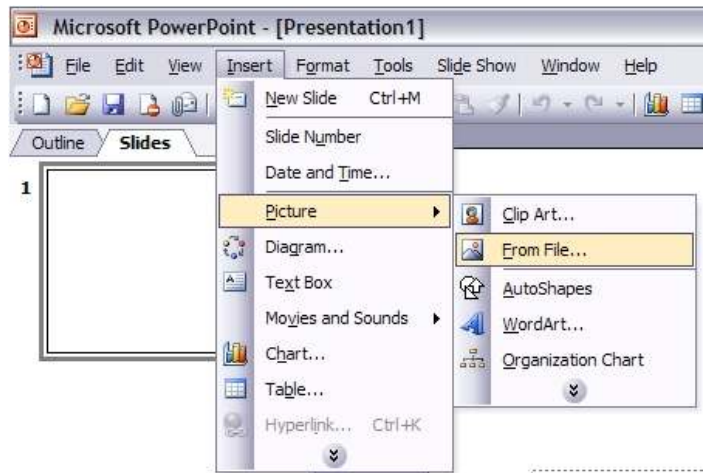 Microsoft PowerPoint - [Presentation1]
File Edit View Insert Format Tools Slide Show Window Help
Outline Slides
1
New Slide Ctrl+M
Slide Number
Date and Time...
Picture
Diagram...
Text Box
Movies and Sounds
Chart...
Table...
Hyperlink... Ctrl+K
Clip Art...
From File...
AutoShapes
WordArt...
Organization Chart